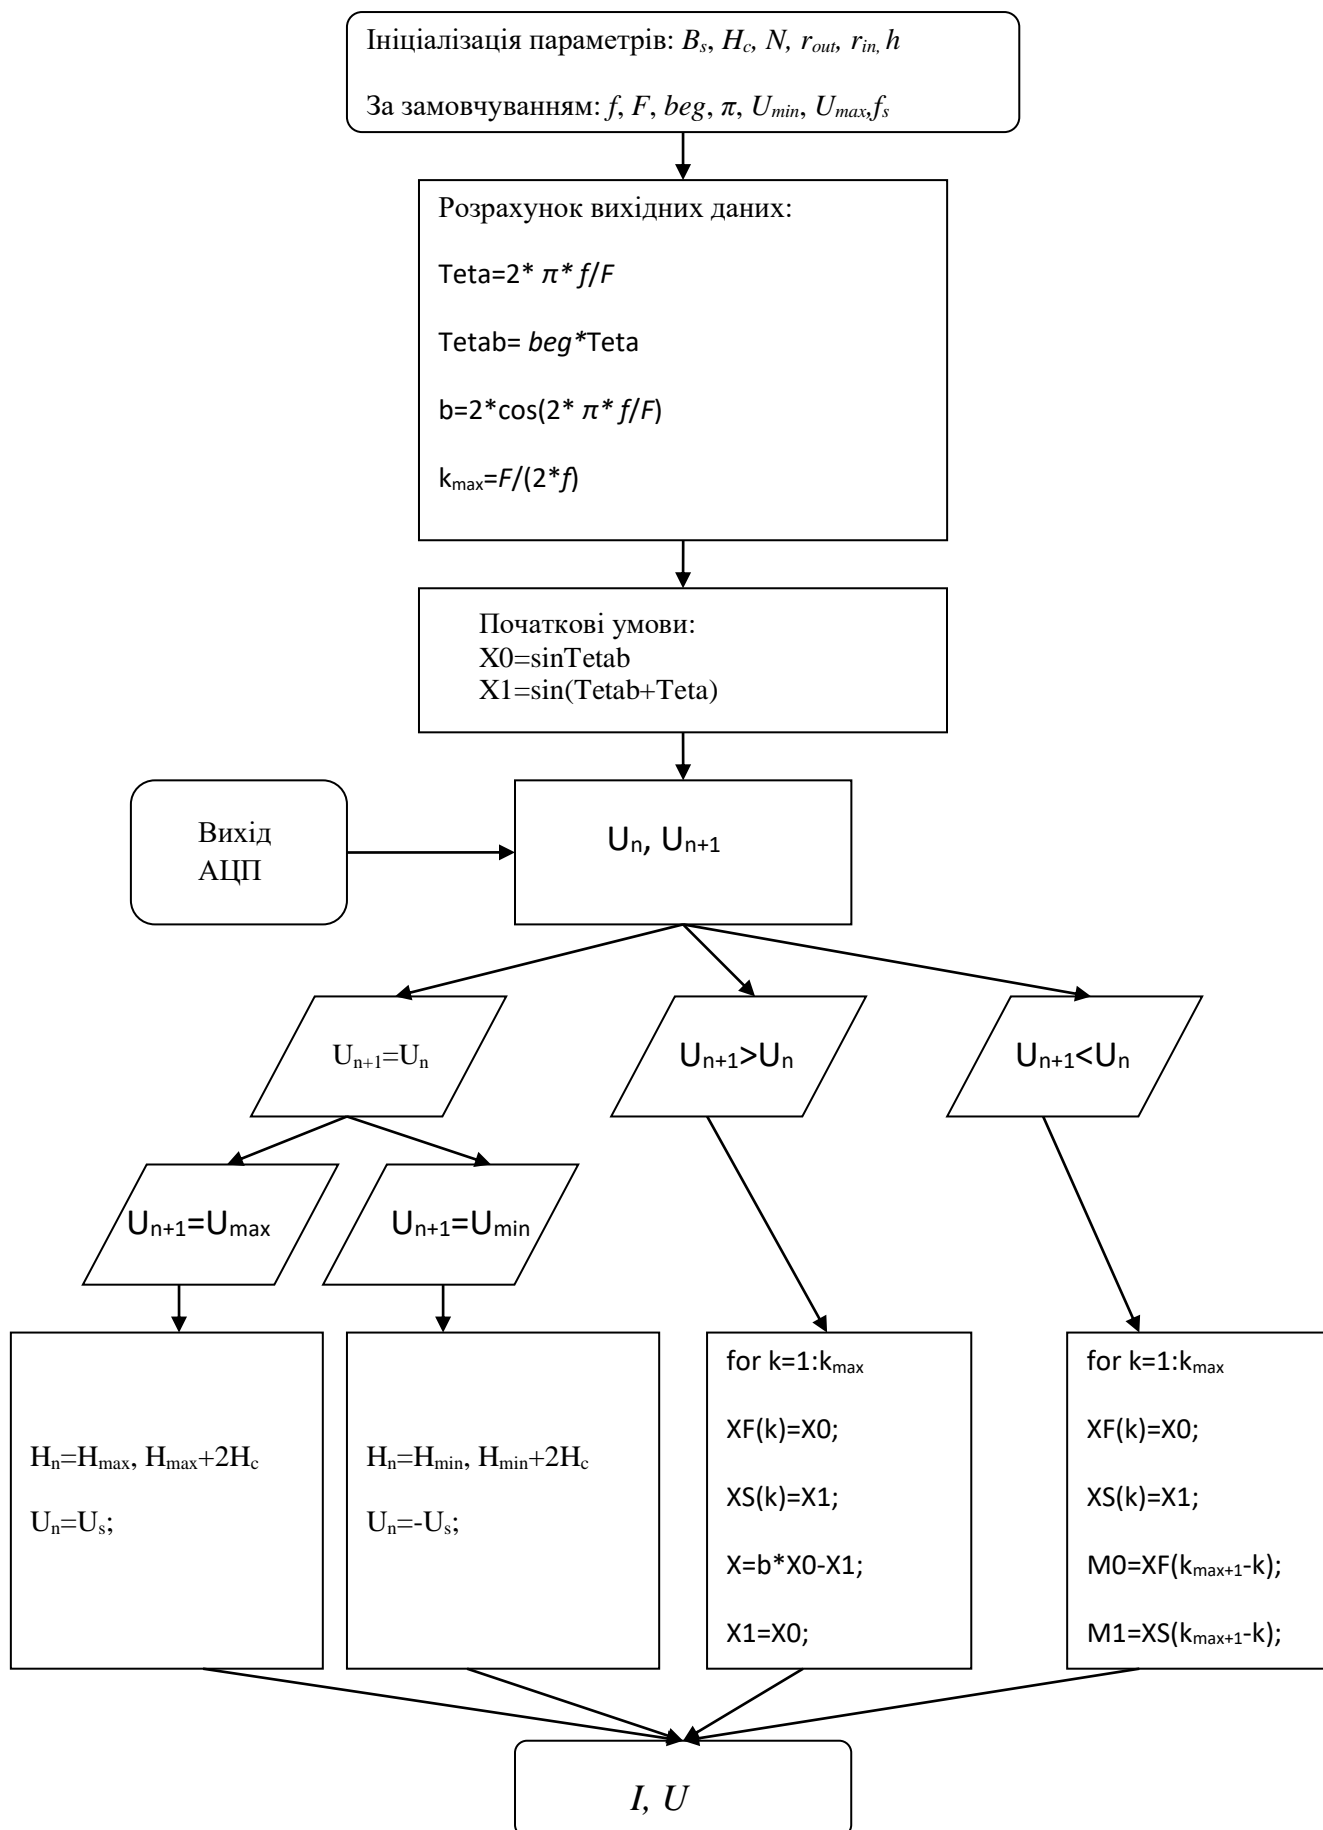 Ініціалізація параметрів: Bs, Hc, N, rout, rin, h
За замовчуванням: f, F, beg, π, Umin, Umax,fs
Розрахунок вихідних даних:
Teta=2* π* f/F
Tetab= beg*Teta
b=2*cos(2* π* f/F)
kmax=F/(2*f)
Початкові умови:
X0=sinTetab
X1=sin(Tetab+Teta)
Вихід
АЦП
Un, Un+1
Un+1=Un
Un+1>Un
Un+1<Un
Un+1=Umax
Un+1=Umin
Hn=Hmax, Hmax+2Hc
Un=Us;
Hn=Hmin, Hmin+2Hc
Un=-Us;
for k=1:kmax
XF(k)=X0;
XS(k)=X1;
X=b*X0-X1;
X1=X0;
for k=1:kmax
XF(k)=X0;
XS(k)=X1;
M0=XF(kmax+1-k);
M1=XS(kmax+1-k);
I, U